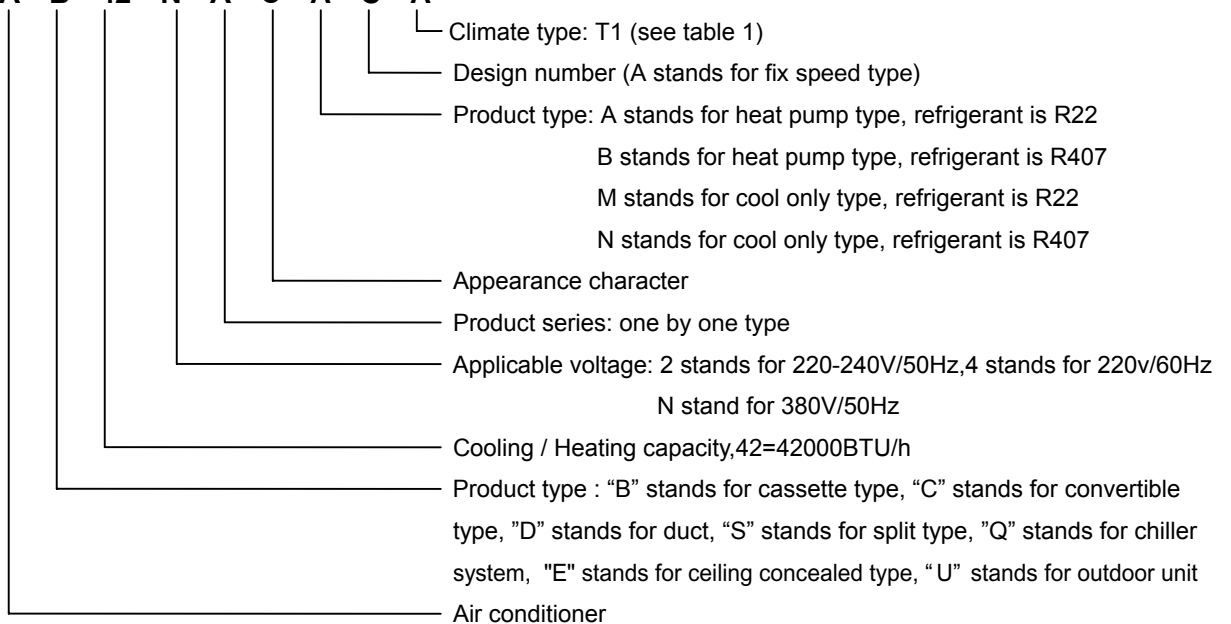 Climate type: T1 (see table 1)
Design number (A stands for fix speed type)
Product type: A stands for heat pump type, refrigerant is R22
B stands for heat pump type, refrigerant is R407
M stands for cool only type, refrigerant is R22
N stands for cool only type, refrigerant is R407
Appearance character
Product series: one by one type
Applicable voltage: 2 stands for 220-240V/50Hz,4 stands for 220v/60Hz
N stand for 380V/50Hz
Cooling / Heating capacity,42=42000BTU/h
Product type : “B” stands for cassette type, “C” stands for convertible
type, ”D” stands for duct, “S” stands for split type, ”Q” stands for chiller
system, "E" stands for ceiling concealed type, “ U” stands for outdoor unit
Air conditioner